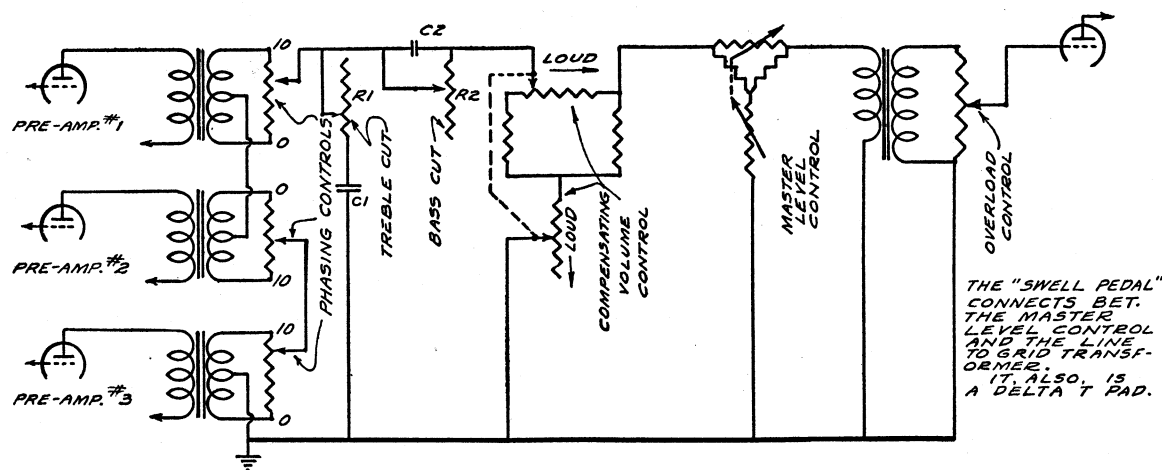 PRE-AMP.#1
PRE-AMP.#2
PRE-AMP.#3
10
0
0
10
10
0
PHASING CONTROLS
R1
C1
TREBLE CUT
C2
R2
BASS CUT
LOUD
LOUD
COMPENSATING
VOLUME
CONTROL
MASTER
LEVEL
CONTROL
OVERLOAD
CONTROL
THE "SWELL PEDAL"
CONNECTS BET.
THE MASTER
LEVEL CONTROL
AND THE LINE
TO GRID TRANSF-
ORMER.
IT, ALSO, IS
A DELTA T PAD.